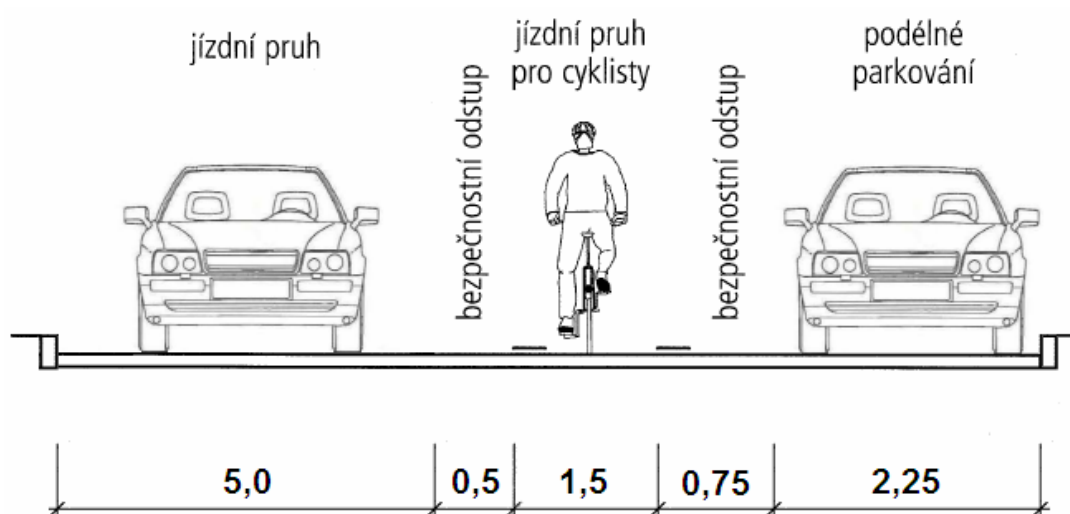 jízdní pruh
bezpečnostní odstup
jízdní pruh
pro cyklisty
bezpečnostní odstup
podélné
parkování
5,0
0,5
1,5
0,75
2,25